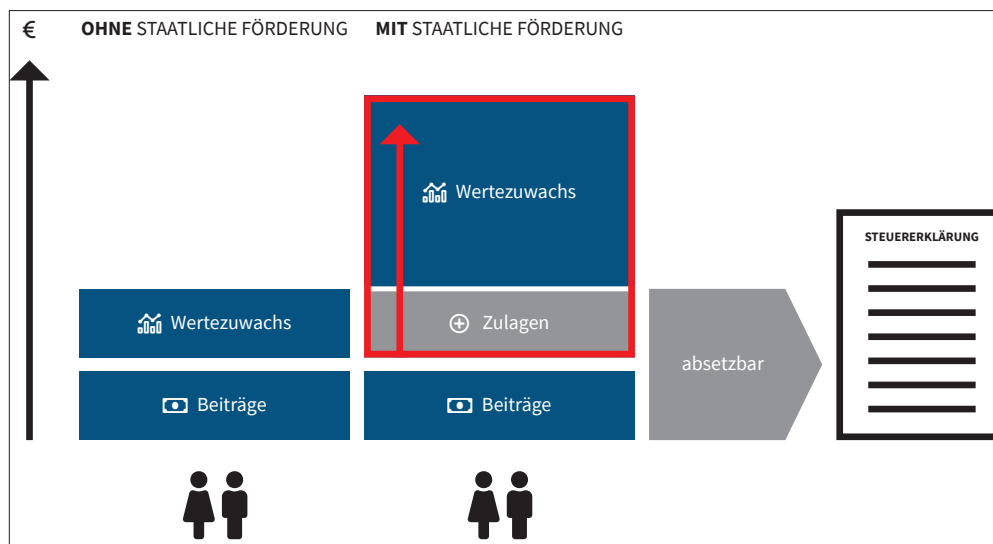 €
OHNE STAATLICHE FÖRDERUNG
MIT STAATLICHE FÖRDERUNG
Wertezuwachs
Beiträge
Wertezuwachs
Zulagen
Beiträge
absetzbar
STEUERERKLÄRUNG